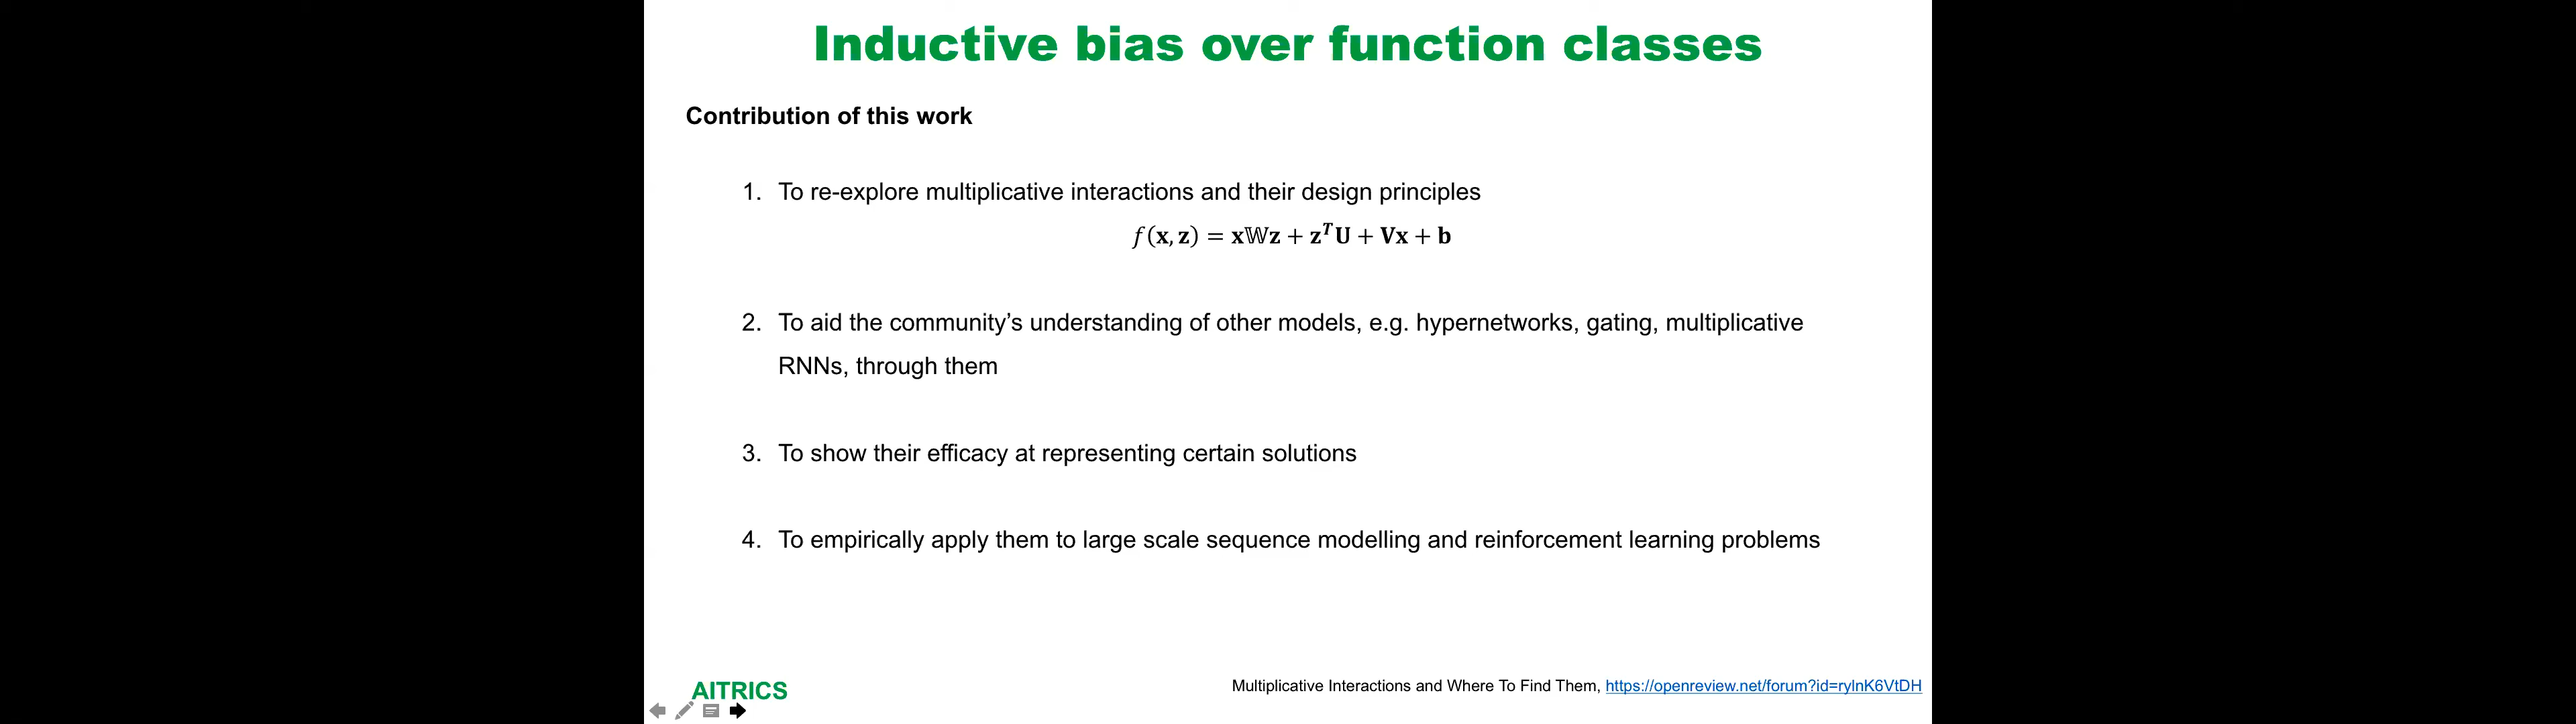 Inductive bias over function classes
Contribution of this work
1. To re-explore multiplicative interactions and their design principles
f(x, z) = x𝕎z + zᵀU + Vx + b
2. To aid the community’s understanding of other models, e.g. hypernetworks, gating, multiplicative
RNNs, through them
3. To show their efficacy at representing certain solutions
4. To empirically apply them to large scale sequence modelling and reinforcement learning problems
AITRICS
Multiplicative Interactions and Where To Find Them, https://openreview.net/forum?id=rylnK6VtDH